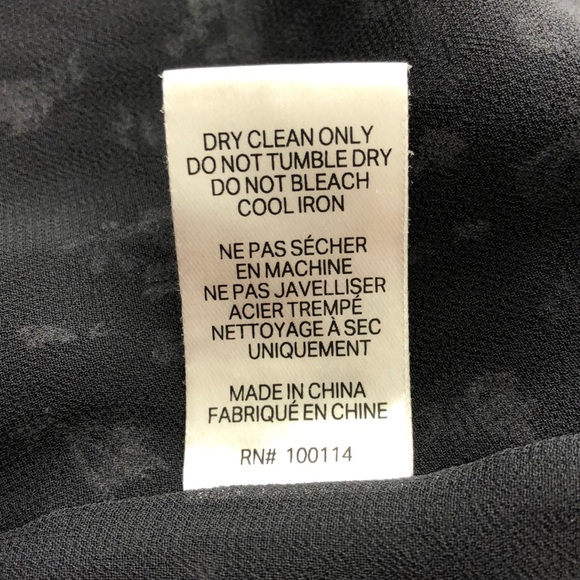 DRY CLEAN ONLY
DO NOT TUMBLE DRY
DO NOT BLEACH
COOL IRON
NE PAS SÉCHER
EN MACHINE
NE PAS JAVELLISER
ACIER TREMPÉ
NETTOYAGE À SEC
UNIQUEMENT
MADE IN CHINA
FABRIQUÉ EN CHINE
RN# 100114